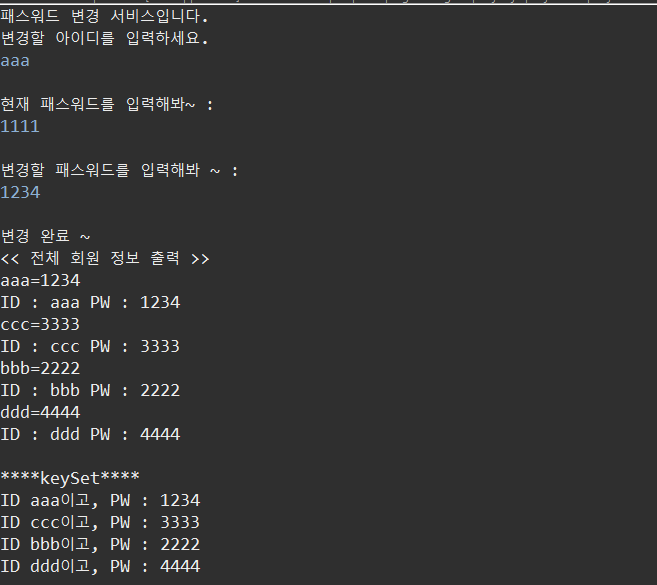 패스워드 변경 서비스입니다.
변경할 아이디를 입력하세요.
aaa
현재 패스워드를 입력해봐~ :
1111
변경할 패스워드를 입력해봐 ~ :
1234
변경 완료 ~
<< 전체 회원 정보 출력 >>
aaa=1234
ID : aaa PW : 1234
ccc=3333
ID : ccc PW : 3333
bbb=2222
ID : bbb PW : 2222
ddd=4444
ID : ddd PW : 4444
****keySet****
ID aaa이고, PW : 1234
ID ccc이고, PW : 3333
ID bbb이고, PW : 2222
ID ddd이고, PW : 4444